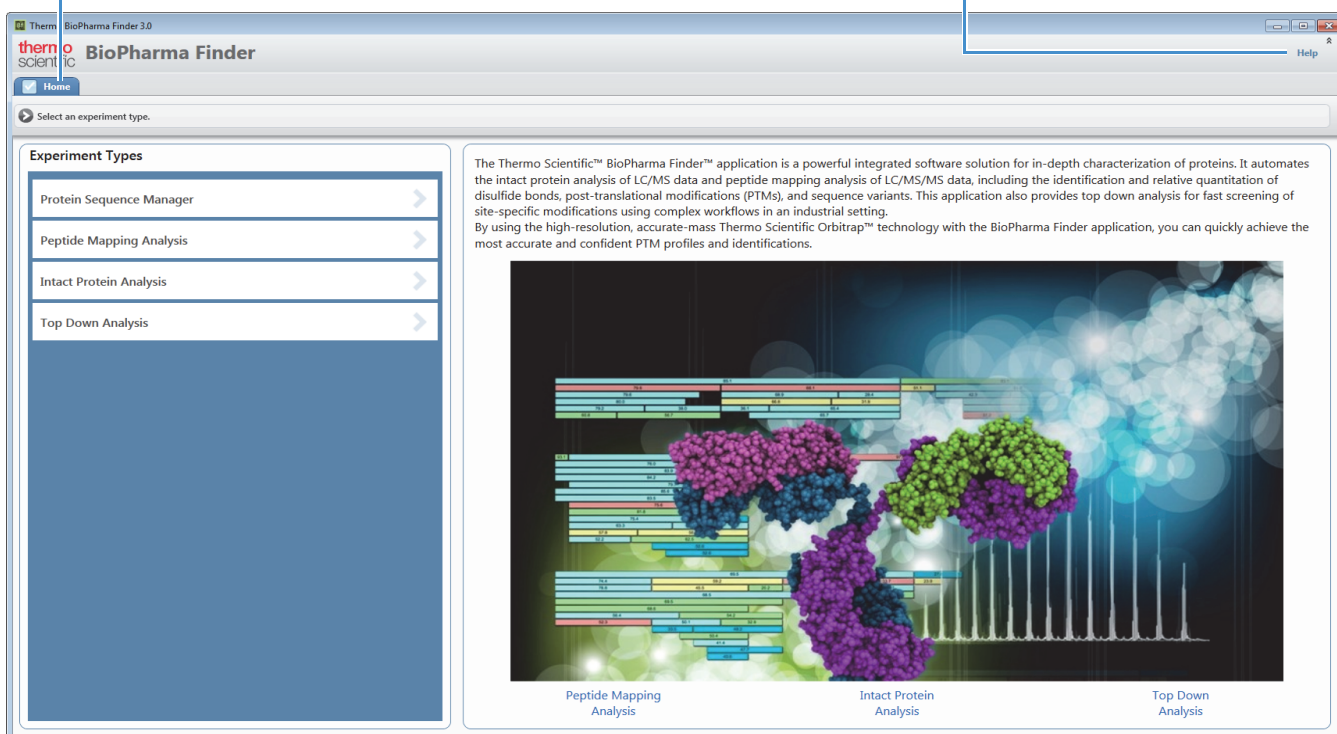 Thermo BioPharma Finder 3.0
thermo
scientific
BioPharma Finder
Help
Home
Select an experiment type.
Experiment Types
Protein Sequence Manager
Peptide Mapping Analysis
Intact Protein Analysis
Top Down Analysis
The Thermo Scientific™ BioPharma Finder™ application is a powerful integrated software solution for in-depth characterization of proteins. It automates
the intact protein analysis of LC/MS data and peptide mapping analysis of LC/MS/MS data, including the identification and relative quantitation of
disulfide bonds, post-translational modifications (PTMs), and sequence variants. This application also provides top down analysis for fast screening of
site-specific modifications using complex workflows in an industrial setting.
By using the high-resolution, accurate-mass Thermo Scientific Orbitrap™ technology with the BioPharma Finder application, you can quickly achieve the
most accurate and confident PTM profiles and identifications.
Peptide Mapping
Analysis
Intact Protein
Analysis
Top Down
Analysis